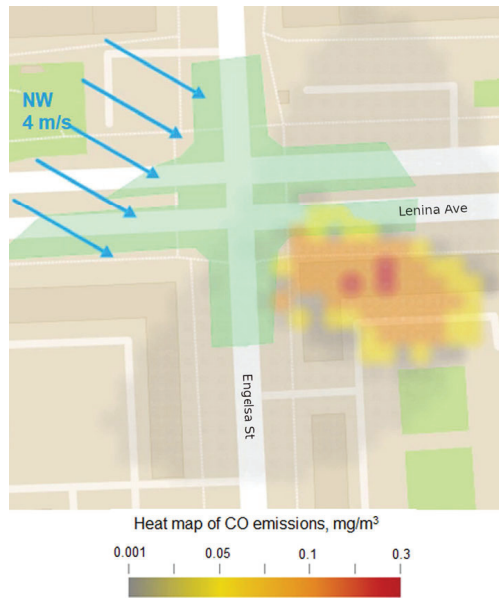 NW
4 m/s
Lenina Ave
Engelsa St
Heat map of CO emissions, mg/m³
0.001 0.05 0.1 0.3